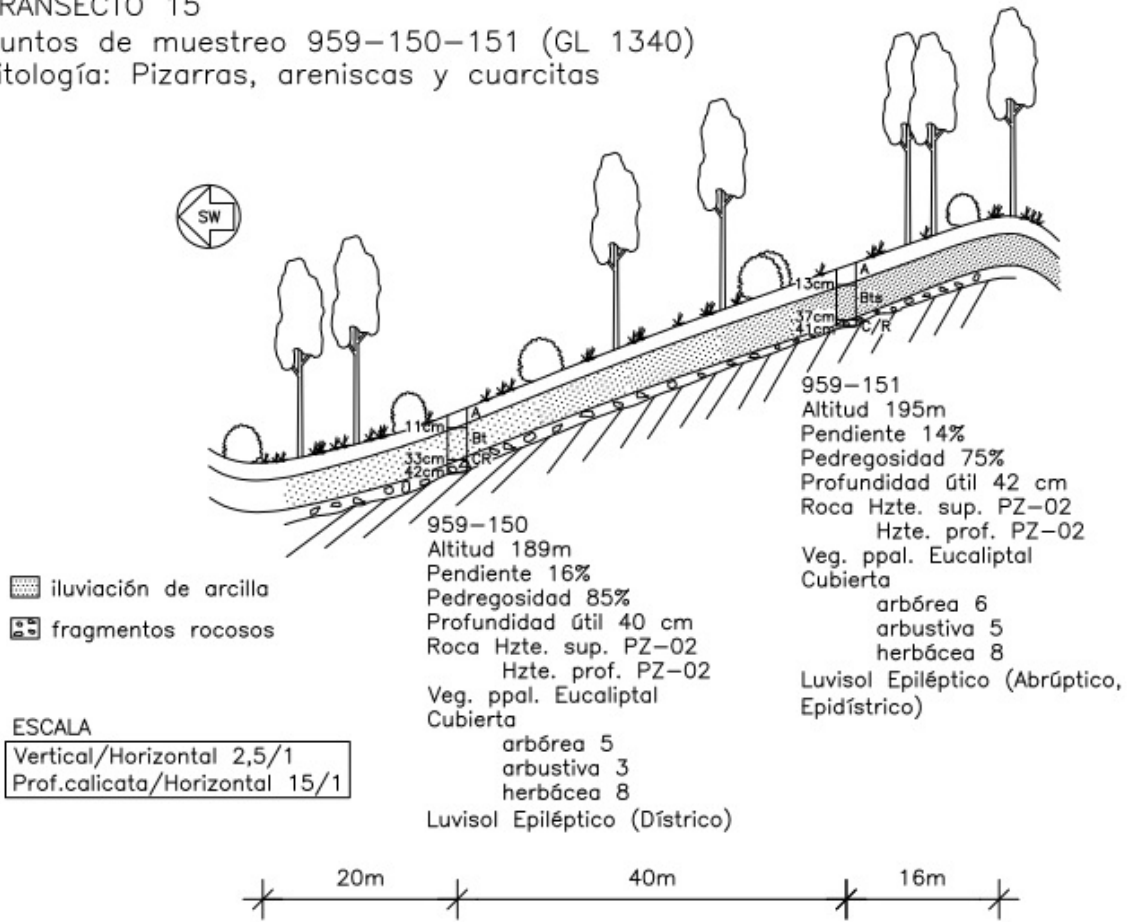 RANSECTO 15
untos de muestreo 959-150-151 (GL 1340)
itología: Pizarras, areniscas y cuarcitas
SW
A
13cm
Bts
37cm
41cm
C/R
A
11cm
Bt
33cm
CR
42cm
959-151
Altitud 195m
Pendiente 14%
Pedregosidad 75%
Profundidad útil 42 cm
Roca Hzte. sup. PZ-02
Hzte. prof. PZ-02
Veg. ppal. Eucaliptal
Cubierta
arbórea 6
arbustiva 5
herbácea 8
Luvisol Epiléptico (Abrúptico,
Epidístrico)
959-150
Altitud 189m
Pendiente 16%
Pedregosidad 85%
Profundidad útil 40 cm
Roca Hzte. sup. PZ-02
Hzte. prof. PZ-02
Veg. ppal. Eucaliptal
Cubierta
arbórea 5
arbustiva 3
herbácea 8
Luvisol Epiléptico (Dístrico)
iluviación de arcilla
fragmentos rocosos
ESCALA
Vertical/Horizontal 2,5/1
Prof.calicata/Horizontal 15/1
20m
40m
16m